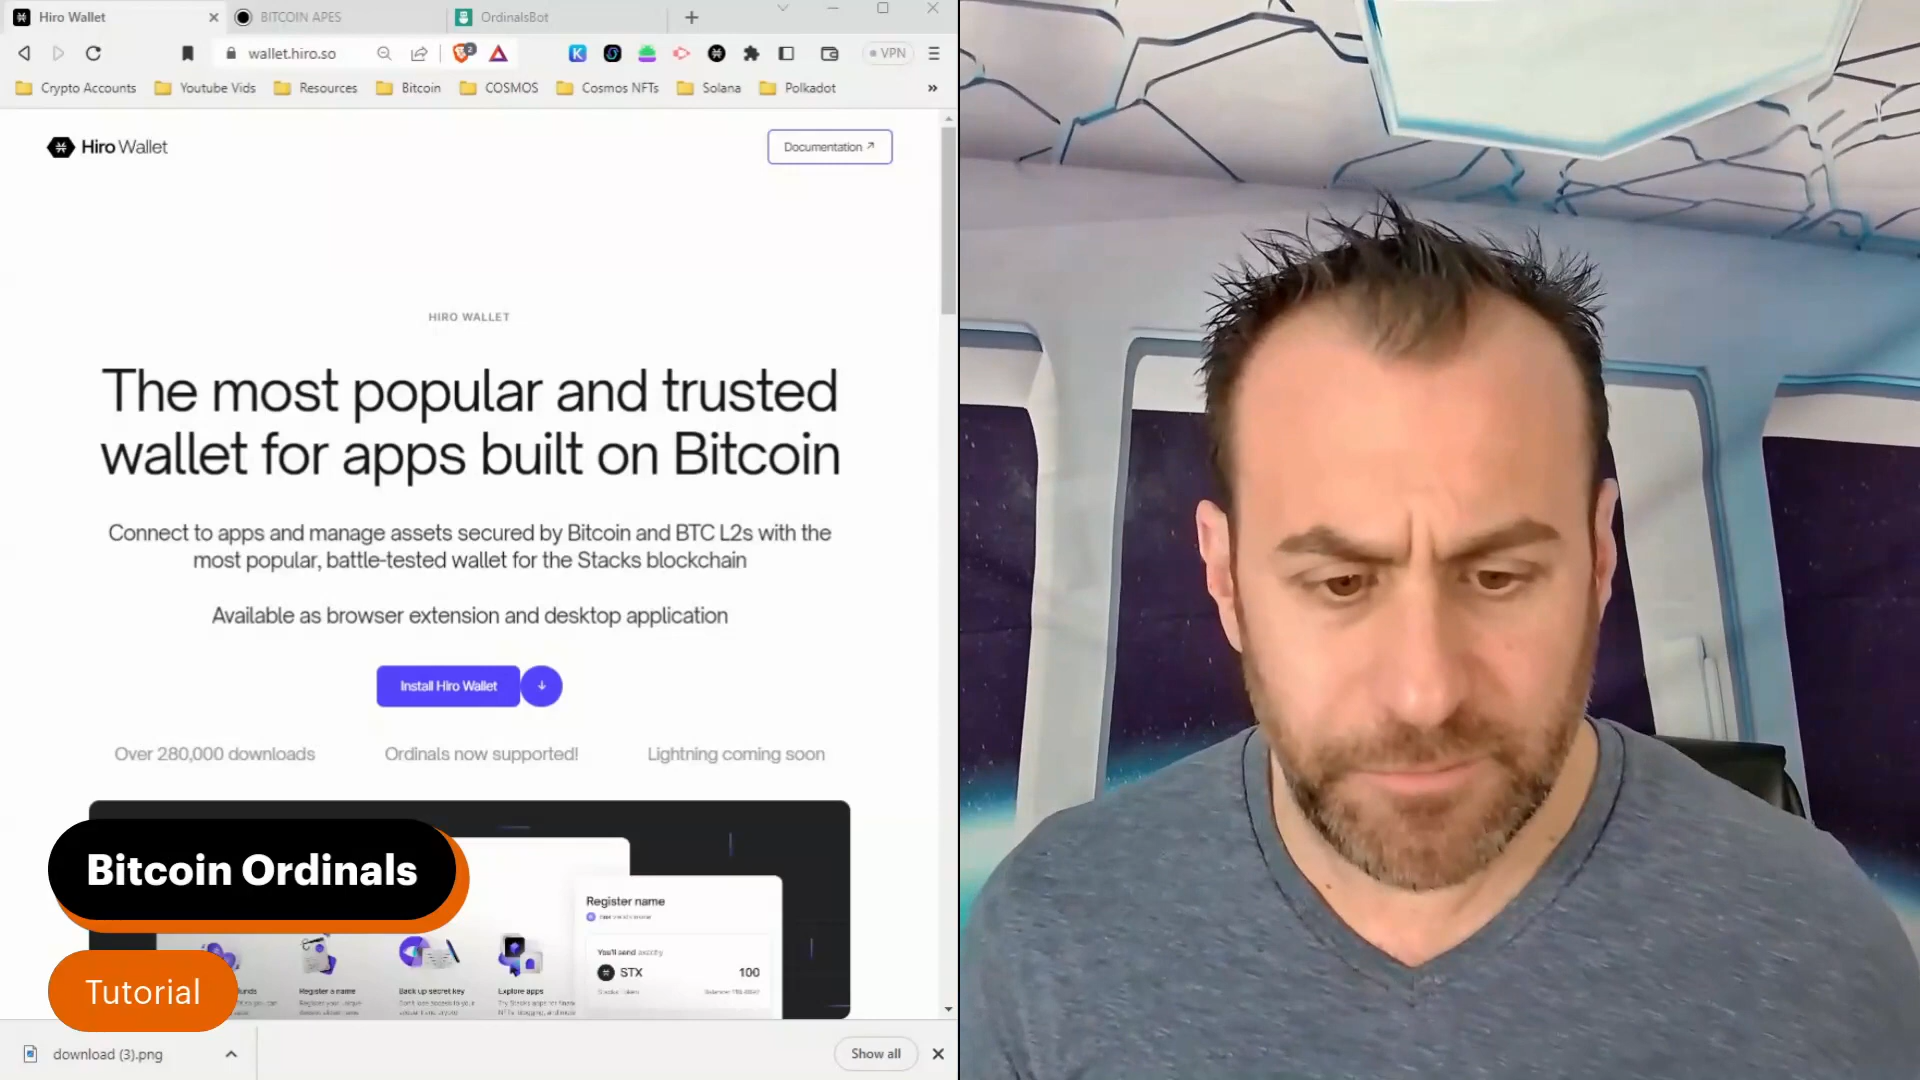 Hiro Wallet
BITCOIN APES
OrdinalsBot
wallet.hiro.so
2
VPN
Crypto Accounts
Youtube Vids
Resources
Bitcoin
COSMOS
Cosmos NFTs
Solana
Polkadot
»
Hiro Wallet
Documentation ↗
HIRO WALLET
The most popular and trusted
wallet for apps built on Bitcoin
Connect to apps and manage assets secured by Bitcoin and BTC L2s with the
most popular, battle-tested wallet for the Stacks blockchain
Available as browser extension and desktop application
Install Hiro Wallet
Over 280,000 downloads
Ordinals now supported!
Lightning coming soon
Bitcoin Ordinals
Tutorial
Register name
You'll send exactly
STX
100
Register a name
Back up secret key
Explore apps
download (3).png
Show all